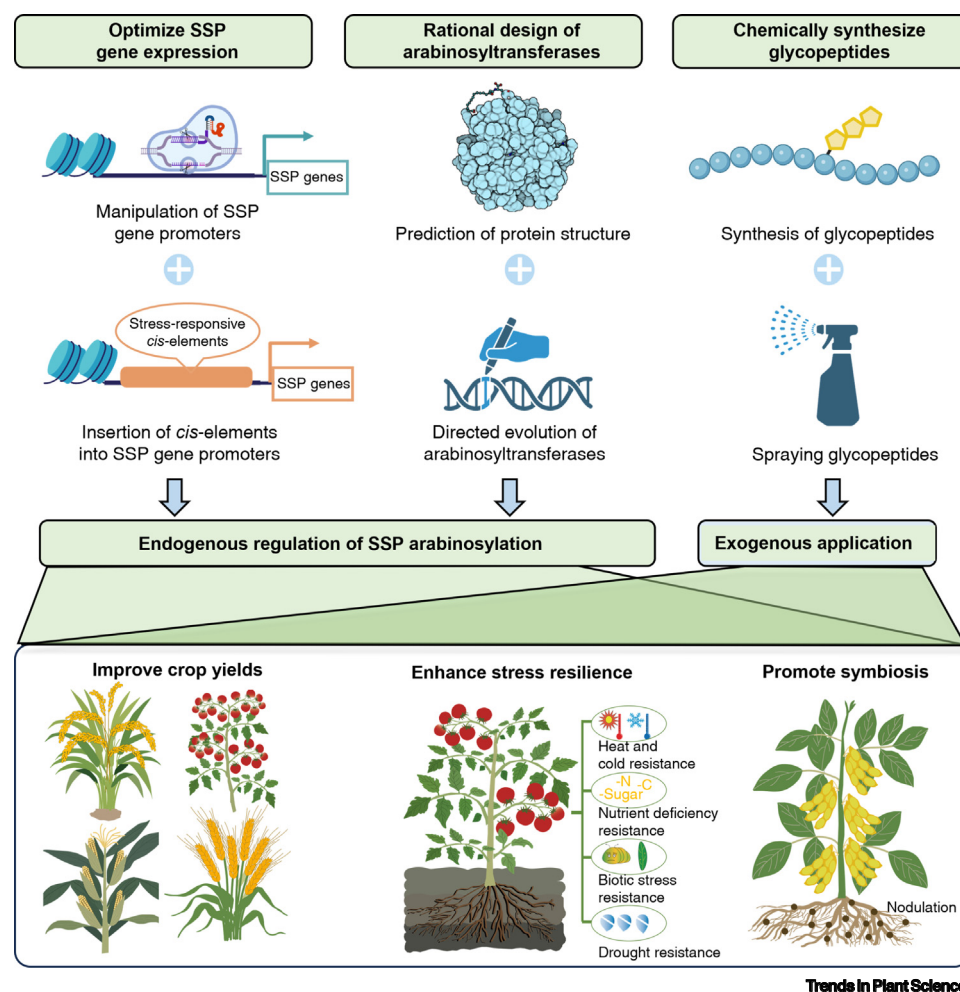 Optimize SSP
gene expression
Rational design of
arabinosyltransferases
Chemically synthesize
glycopeptides
SSP genes
Manipulation of SSP
gene promoters
Prediction of protein structure
Synthesis of glycopeptides
Stress-responsive
cis-elements
SSP genes
Insertion of cis-elements
into SSP gene promoters
Directed evolution of
arabinosyltransferases
Spraying glycopeptides
Endogenous regulation of SSP arabinosylation
Exogenous application
Improve crop yields
Enhance stress resilience
Promote symbiosis
Heat and
cold resistance
-N
-C
-Sugar
Nutrient deficiency
resistance
Biotic stress
resistance
Drought resistance
Nodulation
Trends in Plant Science